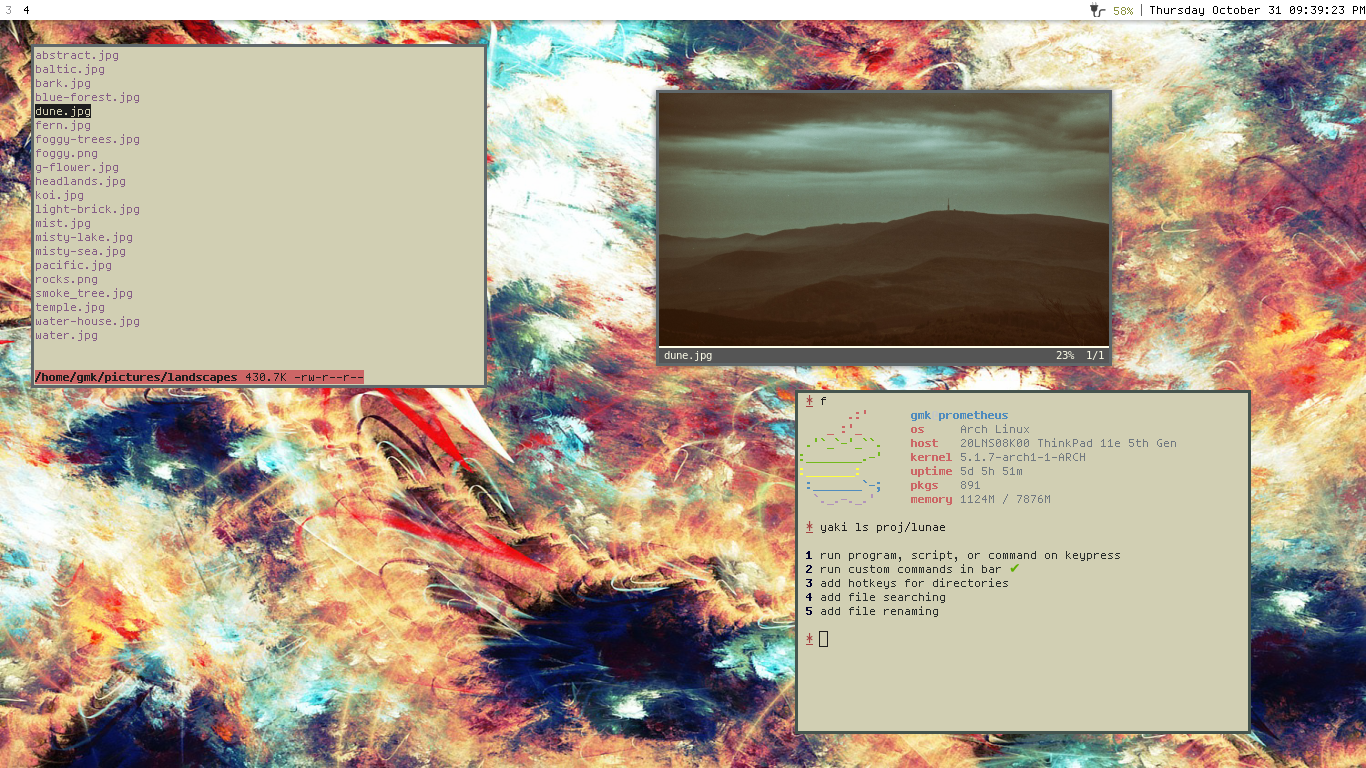 3 4
58% | Thursday October 31 09:39:23 PM
abstract.jpg
baltic.jpg
bark.jpg
blue-forest.jpg
dune.jpg
fern.jpg
foggy-trees.jpg
foggy.png
g-flower.jpg
headlands.jpg
koi.jpg
light-brick.jpg
mist.jpg
misty-lake.jpg
misty-sea.jpg
pacific.jpg
rocks.png
smoke_tree.jpg
temple.jpg
water-house.jpg
water.jpg
/home/gmk/pictures/landscapes 430.7K -rw-r--r--
dune.jpg 23% 1/1
* f
gmk prometheus
os Arch Linux
host 20LNS08K00 ThinkPad 11e 5th Gen
kernel 5.1.7-arch1-1-ARCH
uptime 5d 5h 51m
pkgs 891
memory 1124M / 7876M
* yaki ls proj/lunae
1 run program, script, or command on keypress
2 run custom commands in bar ✔
3 add hotkeys for directories
4 add file searching
5 add file renaming
*